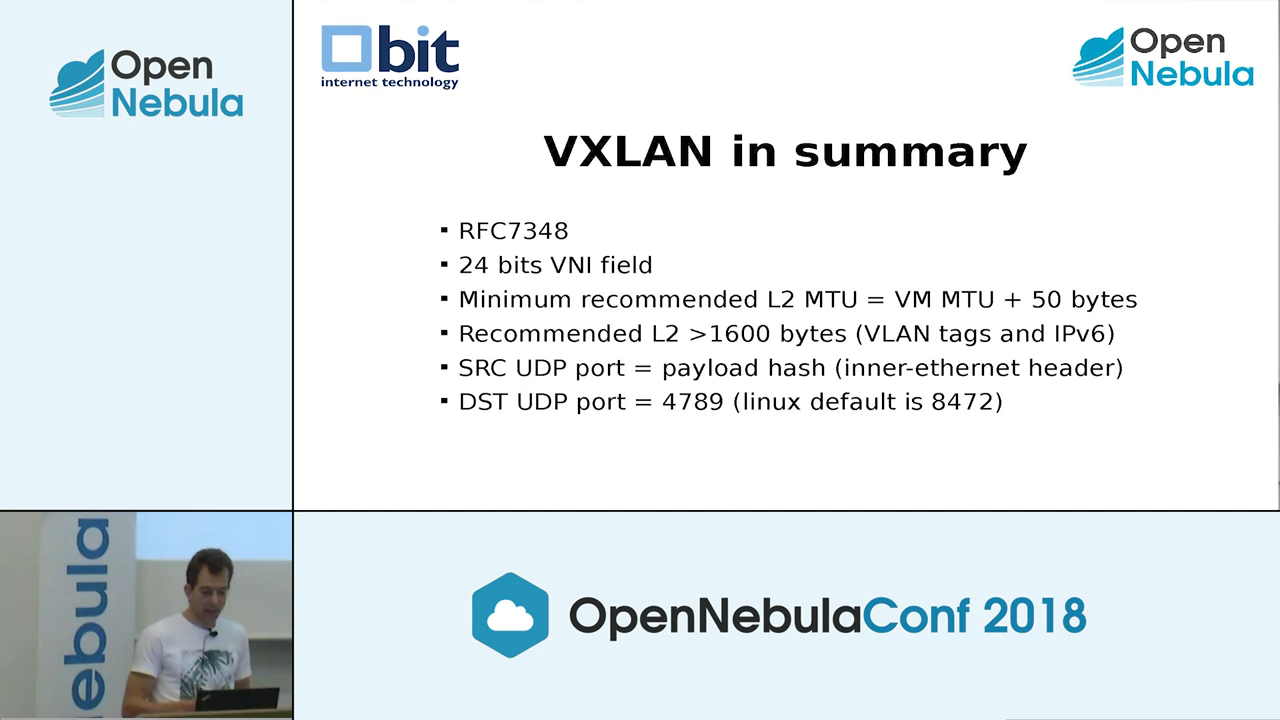 Open
Nebula
bit
internet technology
Open
Nebula
VXLAN in summary
▪ RFC7348
▪ 24 bits VNI field
▪ Minimum recommended L2 MTU = VM MTU + 50 bytes
▪ Recommended L2 >1600 bytes (VLAN tags and IPv6)
▪ SRC UDP port = payload hash (inner-ethernet header)
▪ DST UDP port = 4789 (linux default is 8472)
ebula
OpenNebulaConf 2018